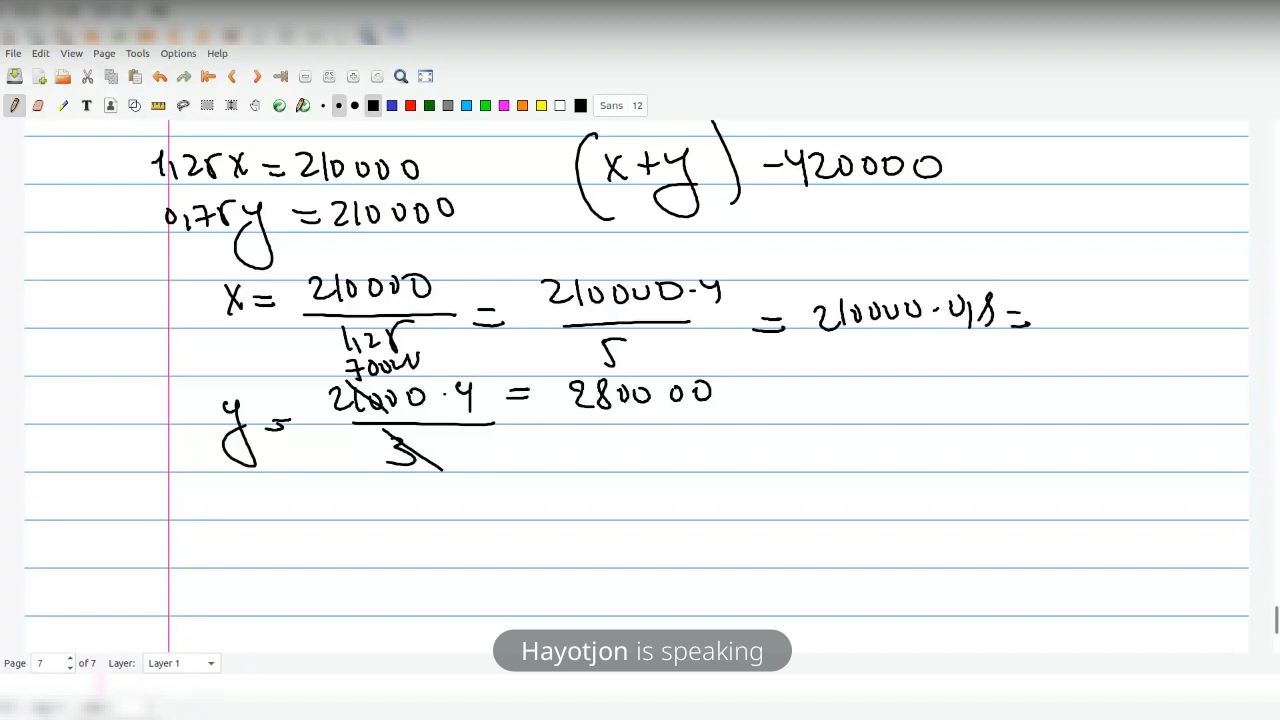 File Edit View Page Tools Options Help
Sans 12
1,25x = 210000
(x+y) -420000
0,75y = 210000
x = 210000 / 1,25 = 210000·4 / 5 = 210000·0,8 =
70000
y = 21000·4 / 3 = 280000
Hayotjon is speaking
Page 7 of 7 Layer: Layer 1